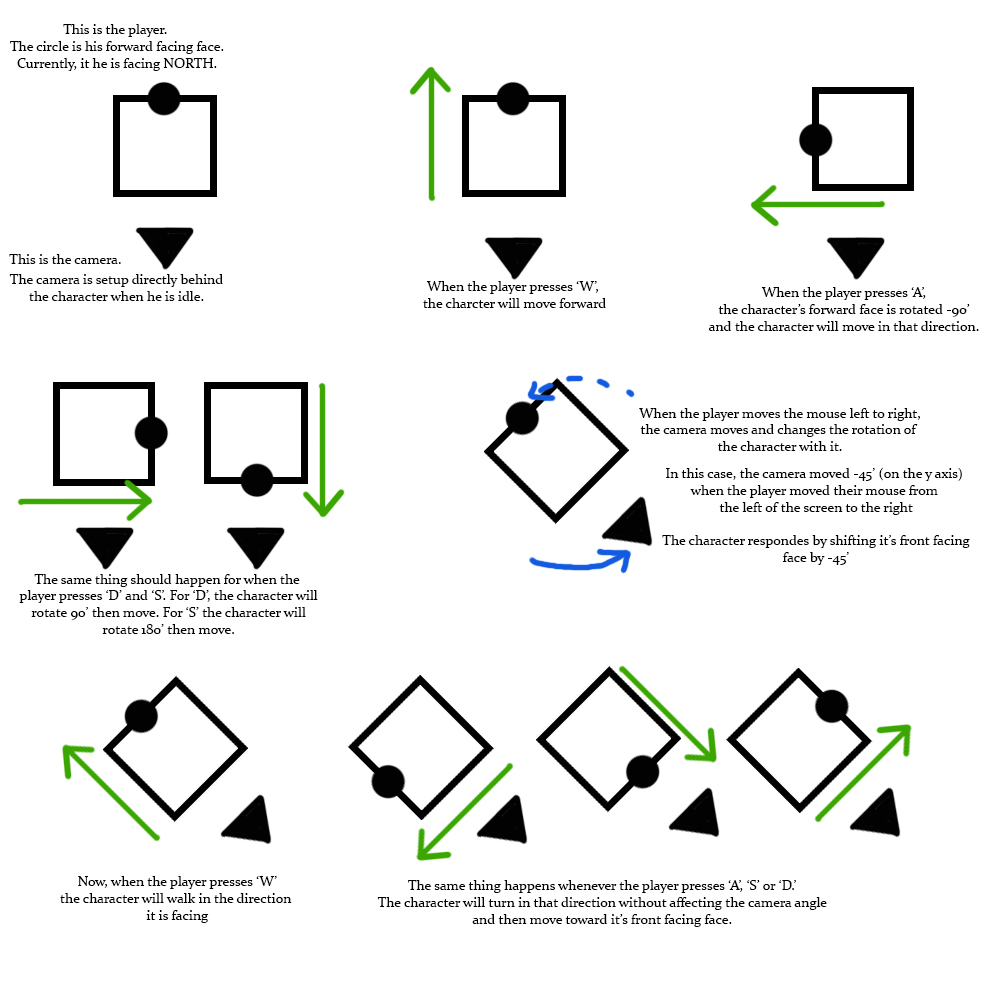 This is the player.
The circle is his forward facing face.
Currently, it he is facing NORTH.
This is the camera.
The camera is setup directly behind
the character when he is idle.
When the player presses ‘W’,
the charcter will move forward
When the player presses ‘A’,
the character’s forward face is rotated -90’
and the character will move in that direction.
The same thing should happen for when the
player presses ‘D’ and ‘S’. For ‘D’, the character will
rotate 90’ then move. For ‘S’ the character will
rotate 180’ then move.
When the player moves the mouse left to right,
the camera moves and changes the rotation of
the character with it.
In this case, the camera moved -45’ (on the y axis)
when the player moved their mouse from
the left of the screen to the right
The character respondes by shifting it’s front facing
face by -45’
Now, when the player presses ‘W’
the character will walk in the direction
it is facing
The same thing happens whenever the player presses ‘A’, ‘S’ or ‘D.’
The character will turn in that direction without affecting the camera angle
and then move toward it’s front facing face.